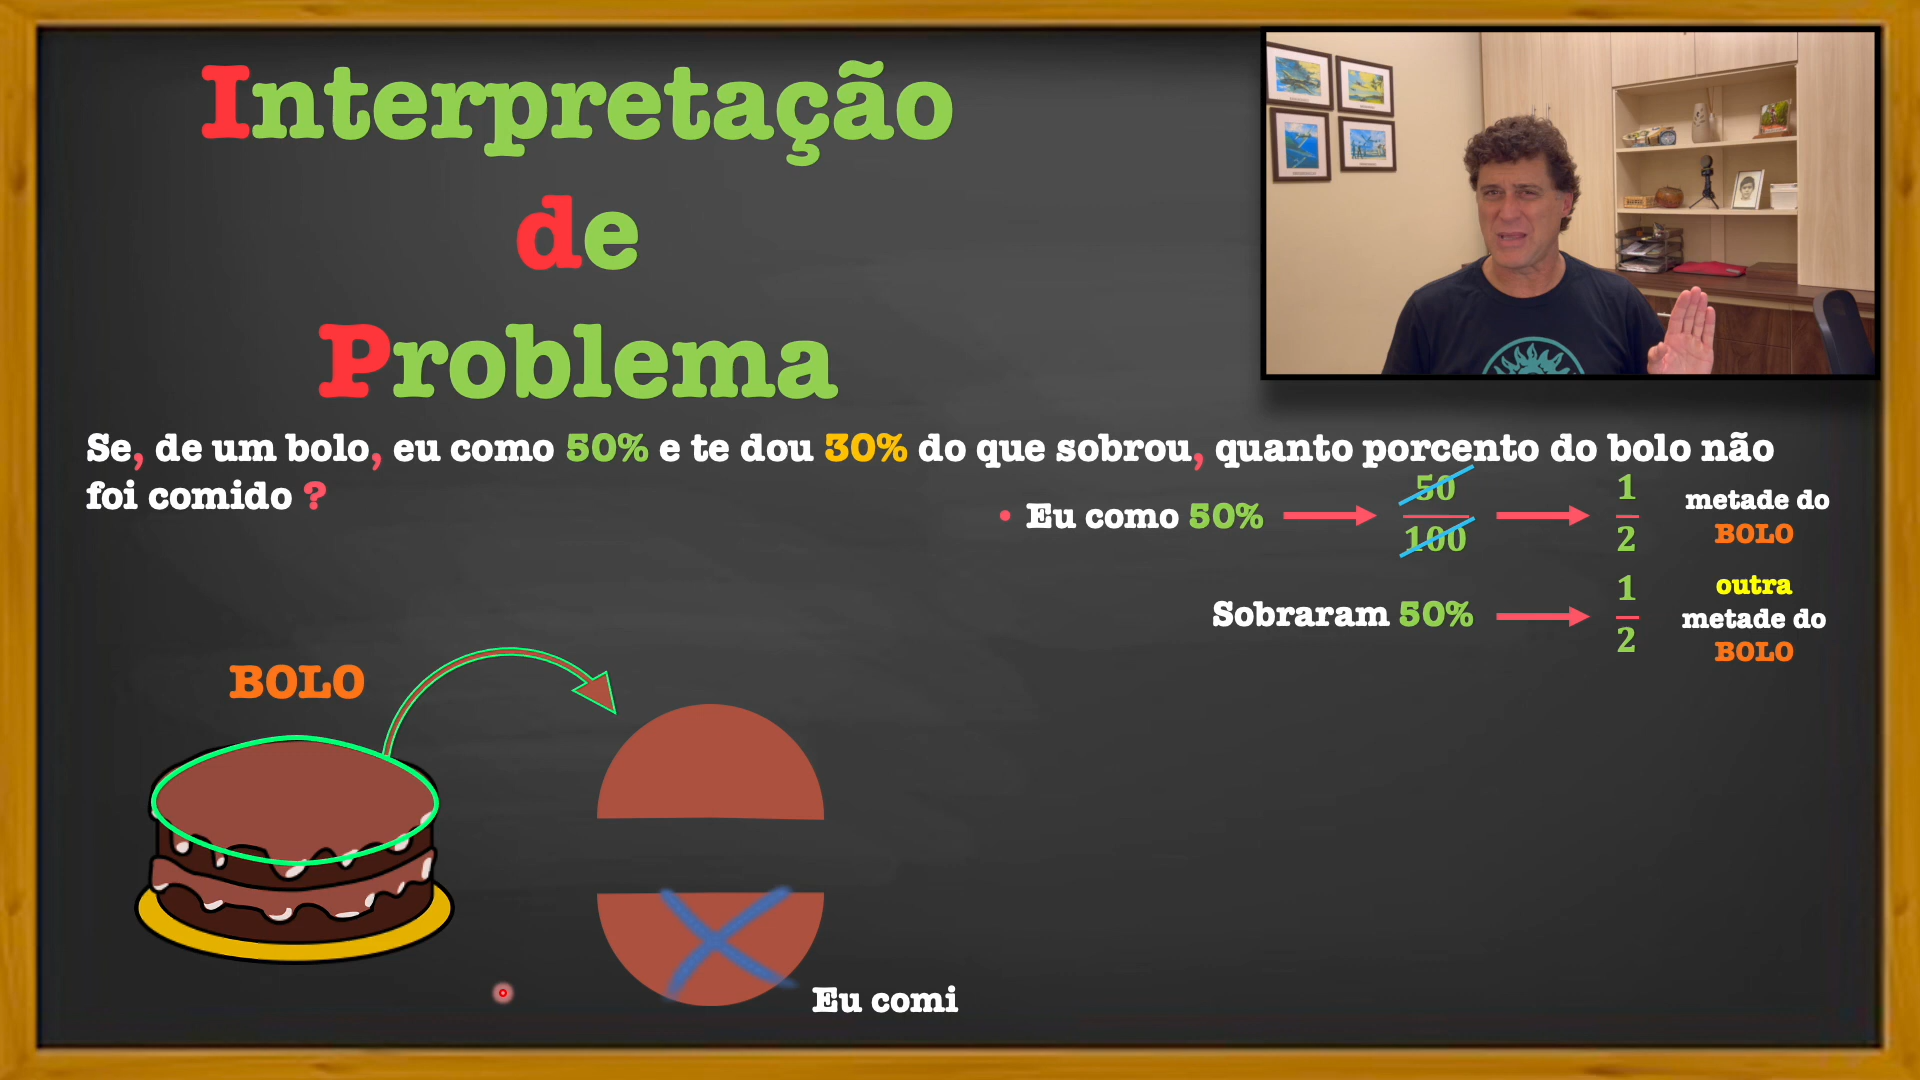 Interpretação
de
Problema
Se, de um bolo, eu como 50% e te dou 30% do que sobrou, quanto porcento do bolo não
foi comido ?
• Eu como 50%
50
100
1
2
metade do
BOLO
Sobraram 50%
1
2
outra
metade do
BOLO
BOLO
Eu comi